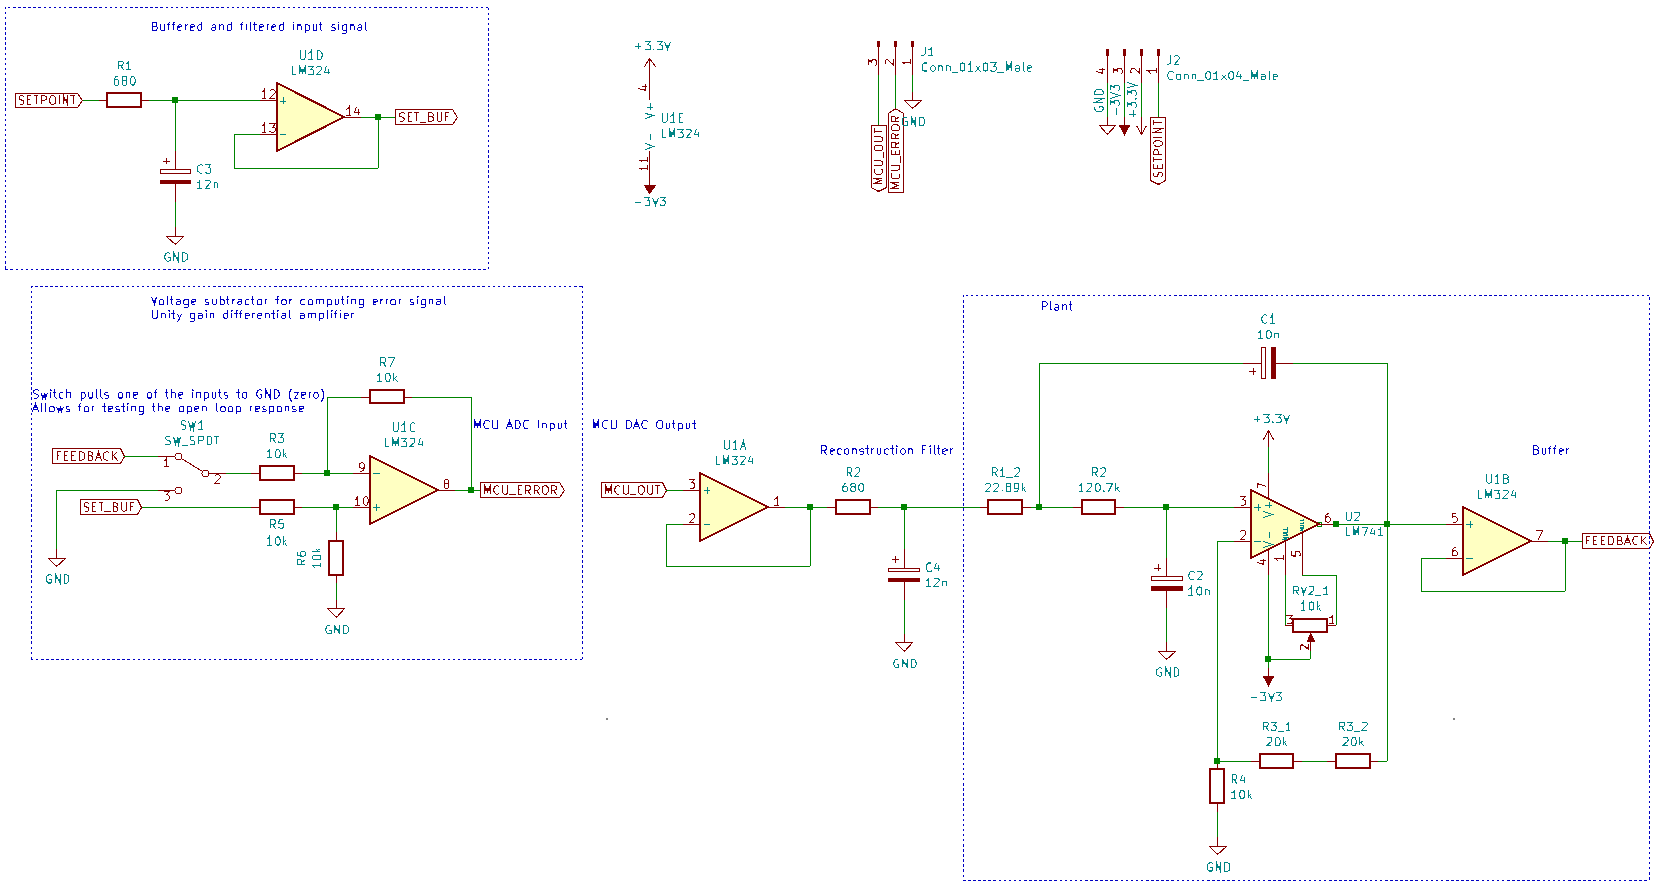 Buffered and filtered input signal
R1
680
SETPOINT
U1D
LM324
12
+
13
−
14
SET_BUF
+
C3
12n
GND
+3.3V
4
V+
U1E
LM324
V-
11
-3V3
3
2
1
J1
Conn_01x03_Male
GND
MCU_OUT
MCU_ERROR
4
3
2
1
J2
Conn_01x04_Male
GND
-3V3
+3.3V
SETPOINT
Voltage subtractor for computing error signal
Unity gain differential amplifier
R7
10k
Switch pulls one of the inputs to GND (zero)
Allows for testing the open loop response
SW1
SW_SPDT
FEEDBACK
1
2
3
R3
10k
U1C
LM324
9
−
10
+
8
MCU ADC Input
MCU_ERROR
SET_BUF
R5
10k
R6
10k
GND
GND
MCU DAC Output
MCU_OUT
U1A
LM324
3
+
2
−
1
Reconstruction Filter
R2
680
+
C4
12n
GND
Plant
C1
10n
+
+3.3V
R1_2
22.89k
R2
120.7k
3
+
2
−
7
V+
V-
4
NULL
1
NULL
5
6
U2
LM741
+
C2
10n
GND
RV2_1
10k
3
1
2
-3V3
R3_1
20k
R3_2
20k
R4
10k
GND
Buffer
U1B
LM324
5
+
6
−
7
FEEDBACK